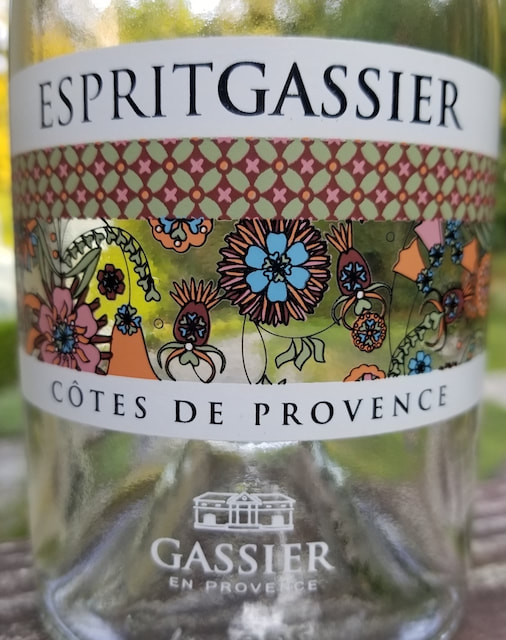 ESPRITGASSIER
CÔTES DE PROVENCE
GASSIER
EN PROVENCE